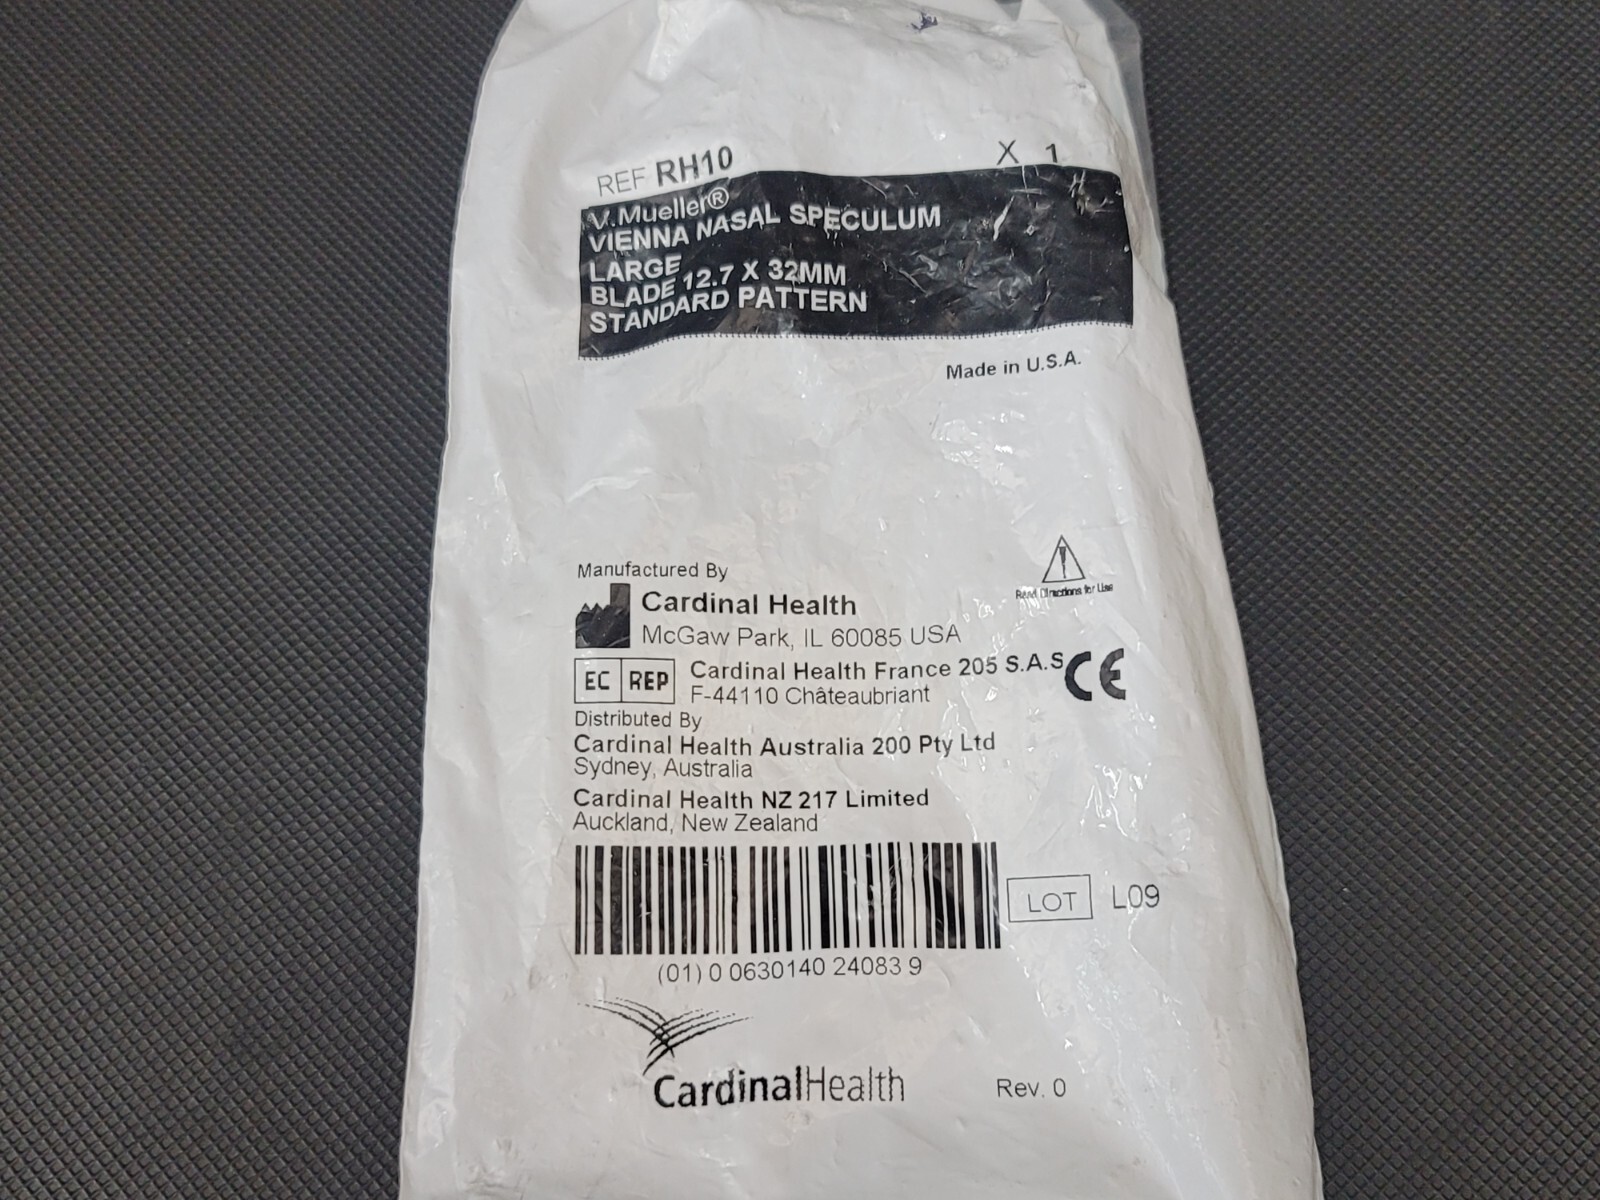 REF RH10 X 1
V.Mueller®
VIENNA NASAL SPECULUM
LARGE
BLADE 12.7 X 32MM
STANDARD PATTERN
Made in U.S.A.
Read Directions for Use
Manufactured By
Cardinal Health
McGaw Park, IL 60085 USA
EC REP Cardinal Health France 205 S.A.S CE
F-44110 Châteaubriant
Distributed By
Cardinal Health Australia 200 Pty Ltd
Sydney, Australia
Cardinal Health NZ 217 Limited
Auckland, New Zealand
LOT L09
(01) 0 0630140 24083 9
CardinalHealth
Rev. 0